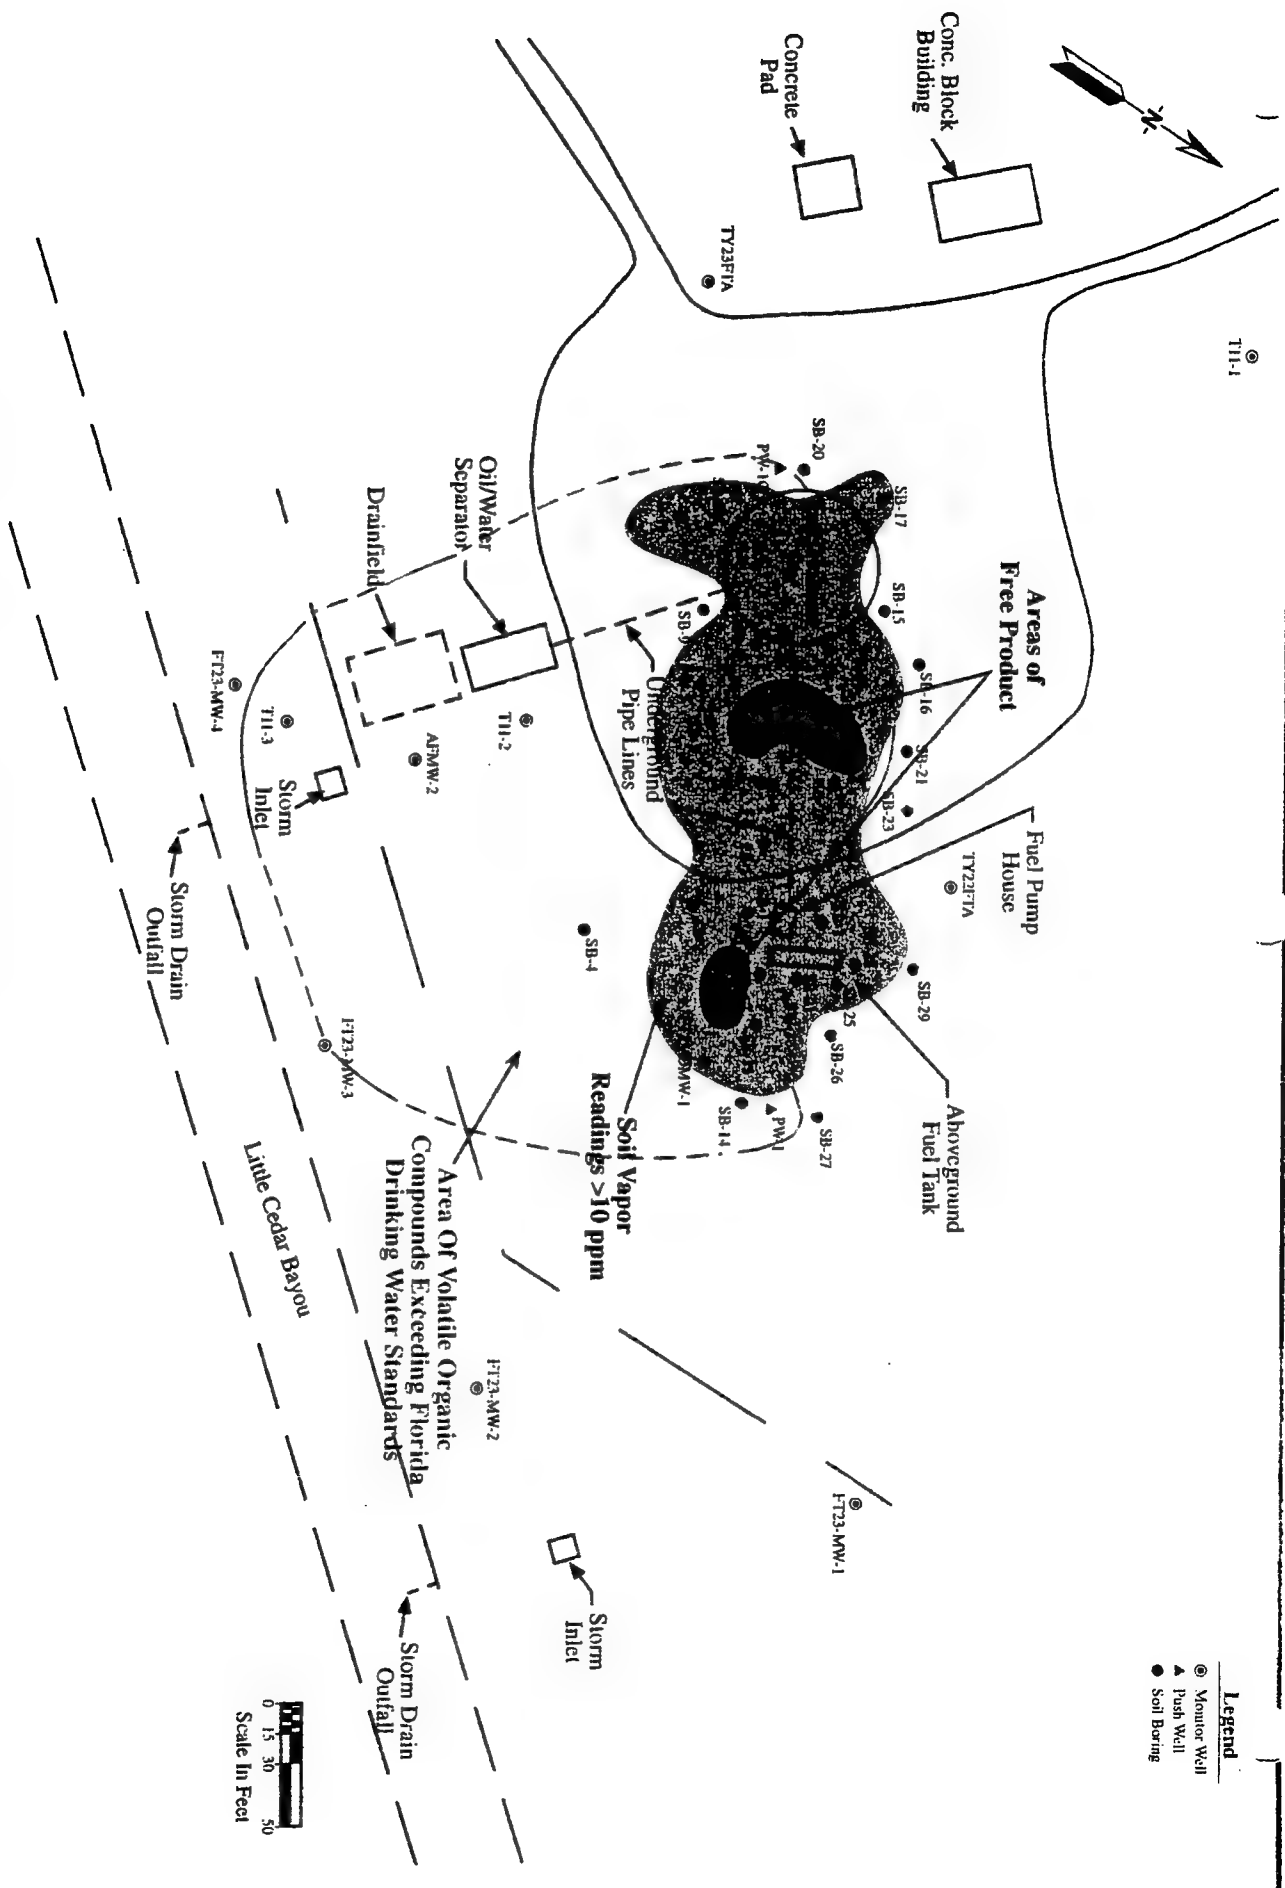 Conc. Block
Building
Concrete
Pad
N
TY23FTA
T11-1
SB-20
SB-17
SB-15
SB-16
SB-21
SB-23
SB-9
Areas of
Free Product
Oil/Water
Separator
Drainfield
Underground
Pipe Lines
T11-2
AFMW-2
T11-3
FT23-MW-4
Storm
Inlet
Storm Drain
Outfall
Fuel Pump
House
TY22FTA
SB-29
25
SB-26
SB-27
PW-1
SB-14
MW-1
SB-4
Aboveground
Fuel Tank
Soil Vapor
Readings >10 ppm
FT23-MW-3
Area Of Volatile Organic
Compounds Exceeding Florida
Drinking Water Standards
Little Cedar Bayou
FT23-MW-2
FT23-MW-1
Storm
Inlet
Storm Drain
Outfall
Legend
Monitor Well
Push Well
Soil Boring
0 15 30 50
Scale In Feet